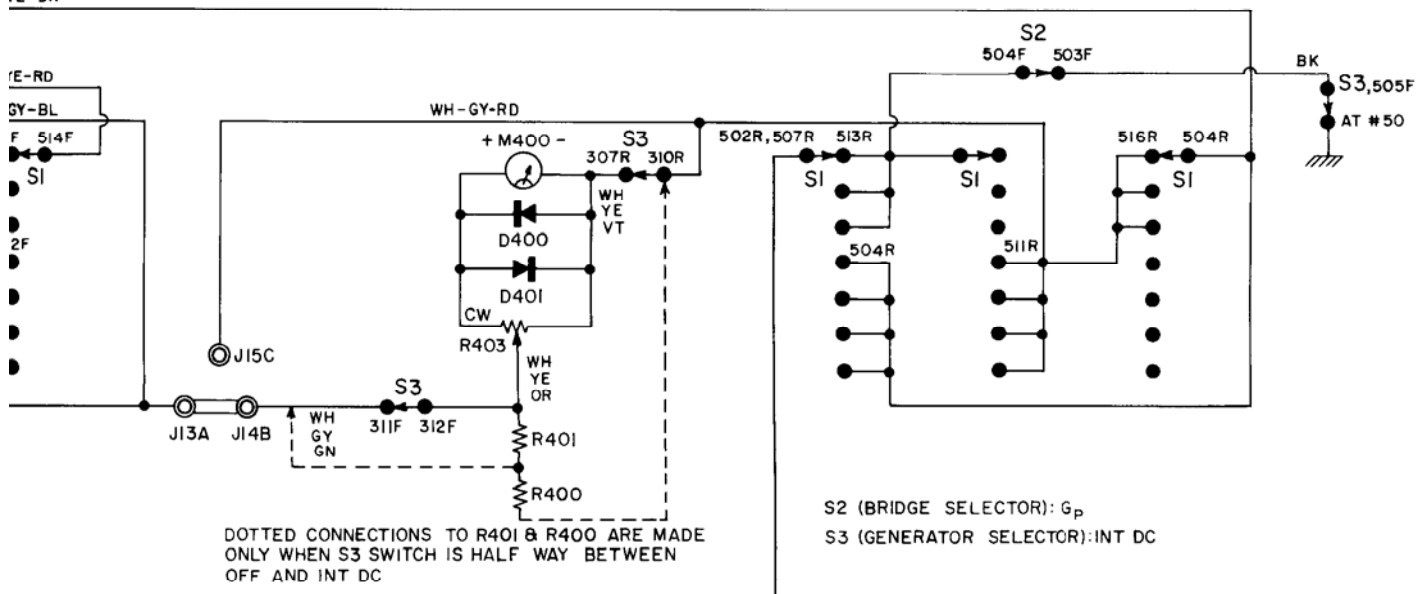 S2
504F 503F
BK
YE-RD
S3,505F
GY-BL
WH-GY-RD
AT #50
F 514F
+ M400 -
S3
502R,507R 513R
516R 504R
307R 310R
S1
S1
S1
S1
WH
YE
VT
D400
2F
504R
511R
D401
CW
R403
J15C
WH
YE
OR
S3
J13A J14B
WH
GY
GN
311F 312F
R401
R400
S2 (BRIDGE SELECTOR): GP
S3 (GENERATOR SELECTOR): INT DC
DOTTED CONNECTIONS TO R401 & R400 ARE MADE
ONLY WHEN S3 SWITCH IS HALF WAY BETWEEN
OFF AND INT DC